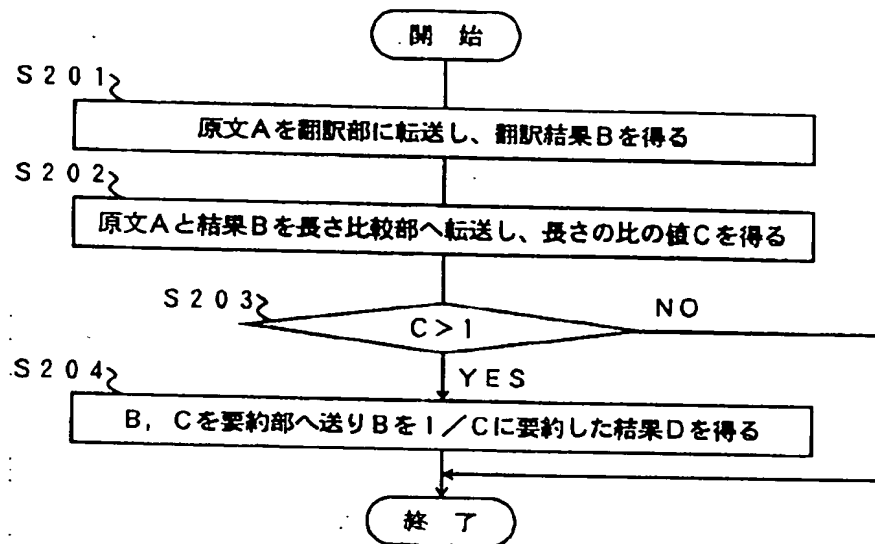 開 始
S201
原文Aを翻訳部に転送し、翻訳結果Bを得る
S202
原文Aと結果Bを長さ比較部へ転送し、長さの比の値Cを得る
S203
C>1
NO
YES
S204
B, Cを要約部へ送りBを1/Cに要約した結果Dを得る
終 了